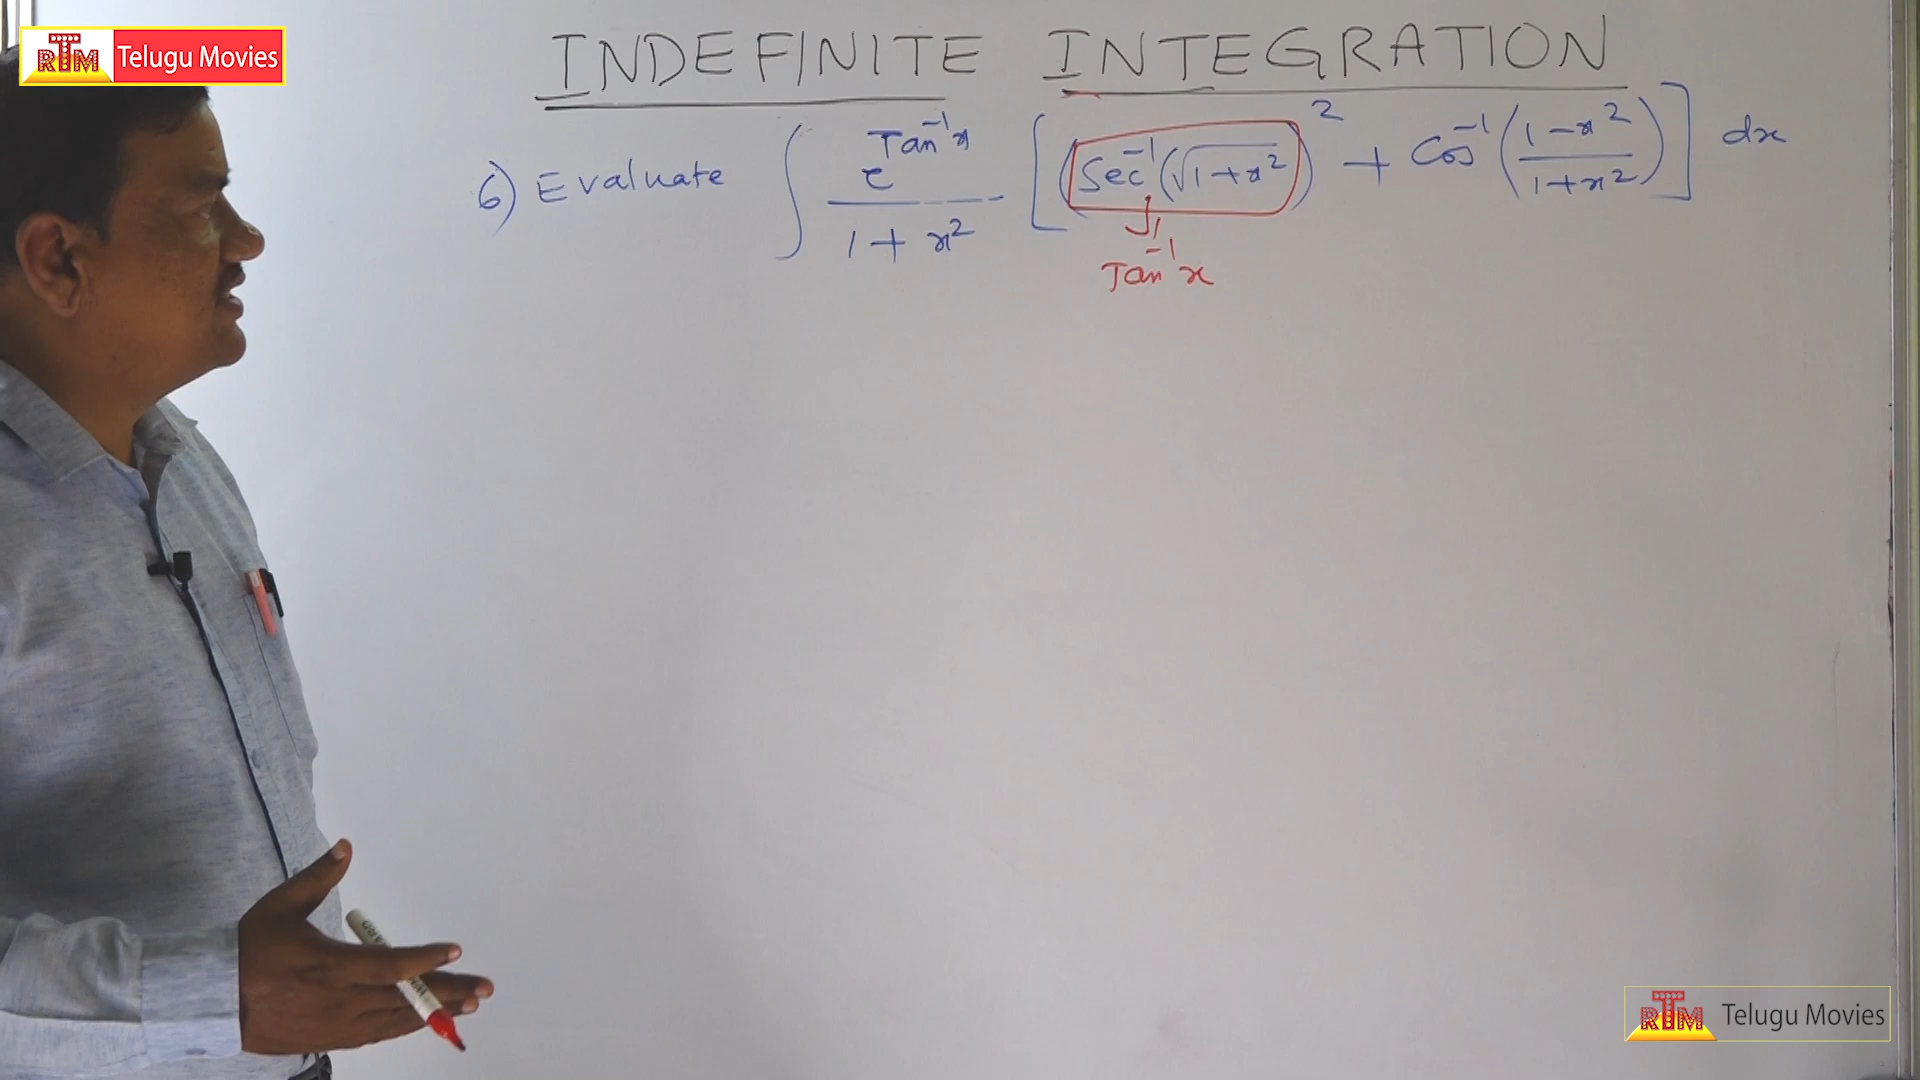 RTM Telugu Movies
INDEFINITE INTEGRATION
6) Evaluate ∫ e^(Tan⁻¹x) / (1+x²) [(Sec⁻¹(√(1+x²)))² + Cos⁻¹((1-x²)/(1+x²))] dx
Tan⁻¹x
RTM Telugu Movies